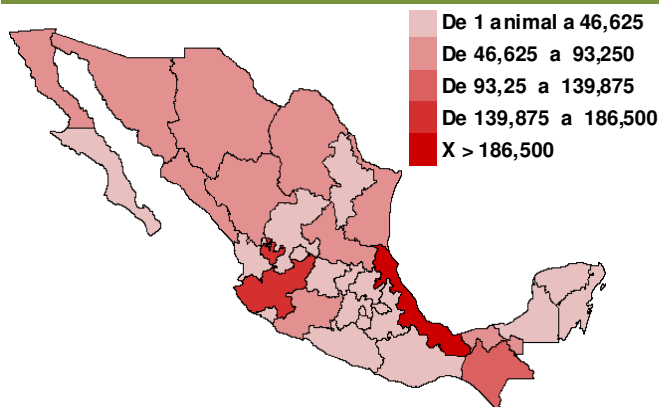 De 1 animal a 46,625
De 46,625 a 93,250
De 93,25 a 139,875
De 139,875 a 186,500
X > 186,500